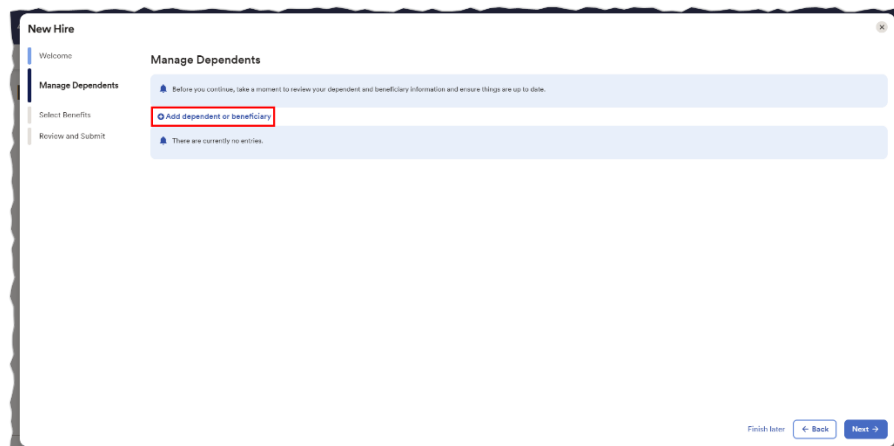 New Hire
Welcome
Manage Dependents
Select Benefits
Review and Submit
Manage Dependents
Before you continue, take a moment to review your dependent and beneficiary information and ensure things are up to date.
Add dependent or beneficiary
There are currently no entries.
Finish later
← Back
Next →